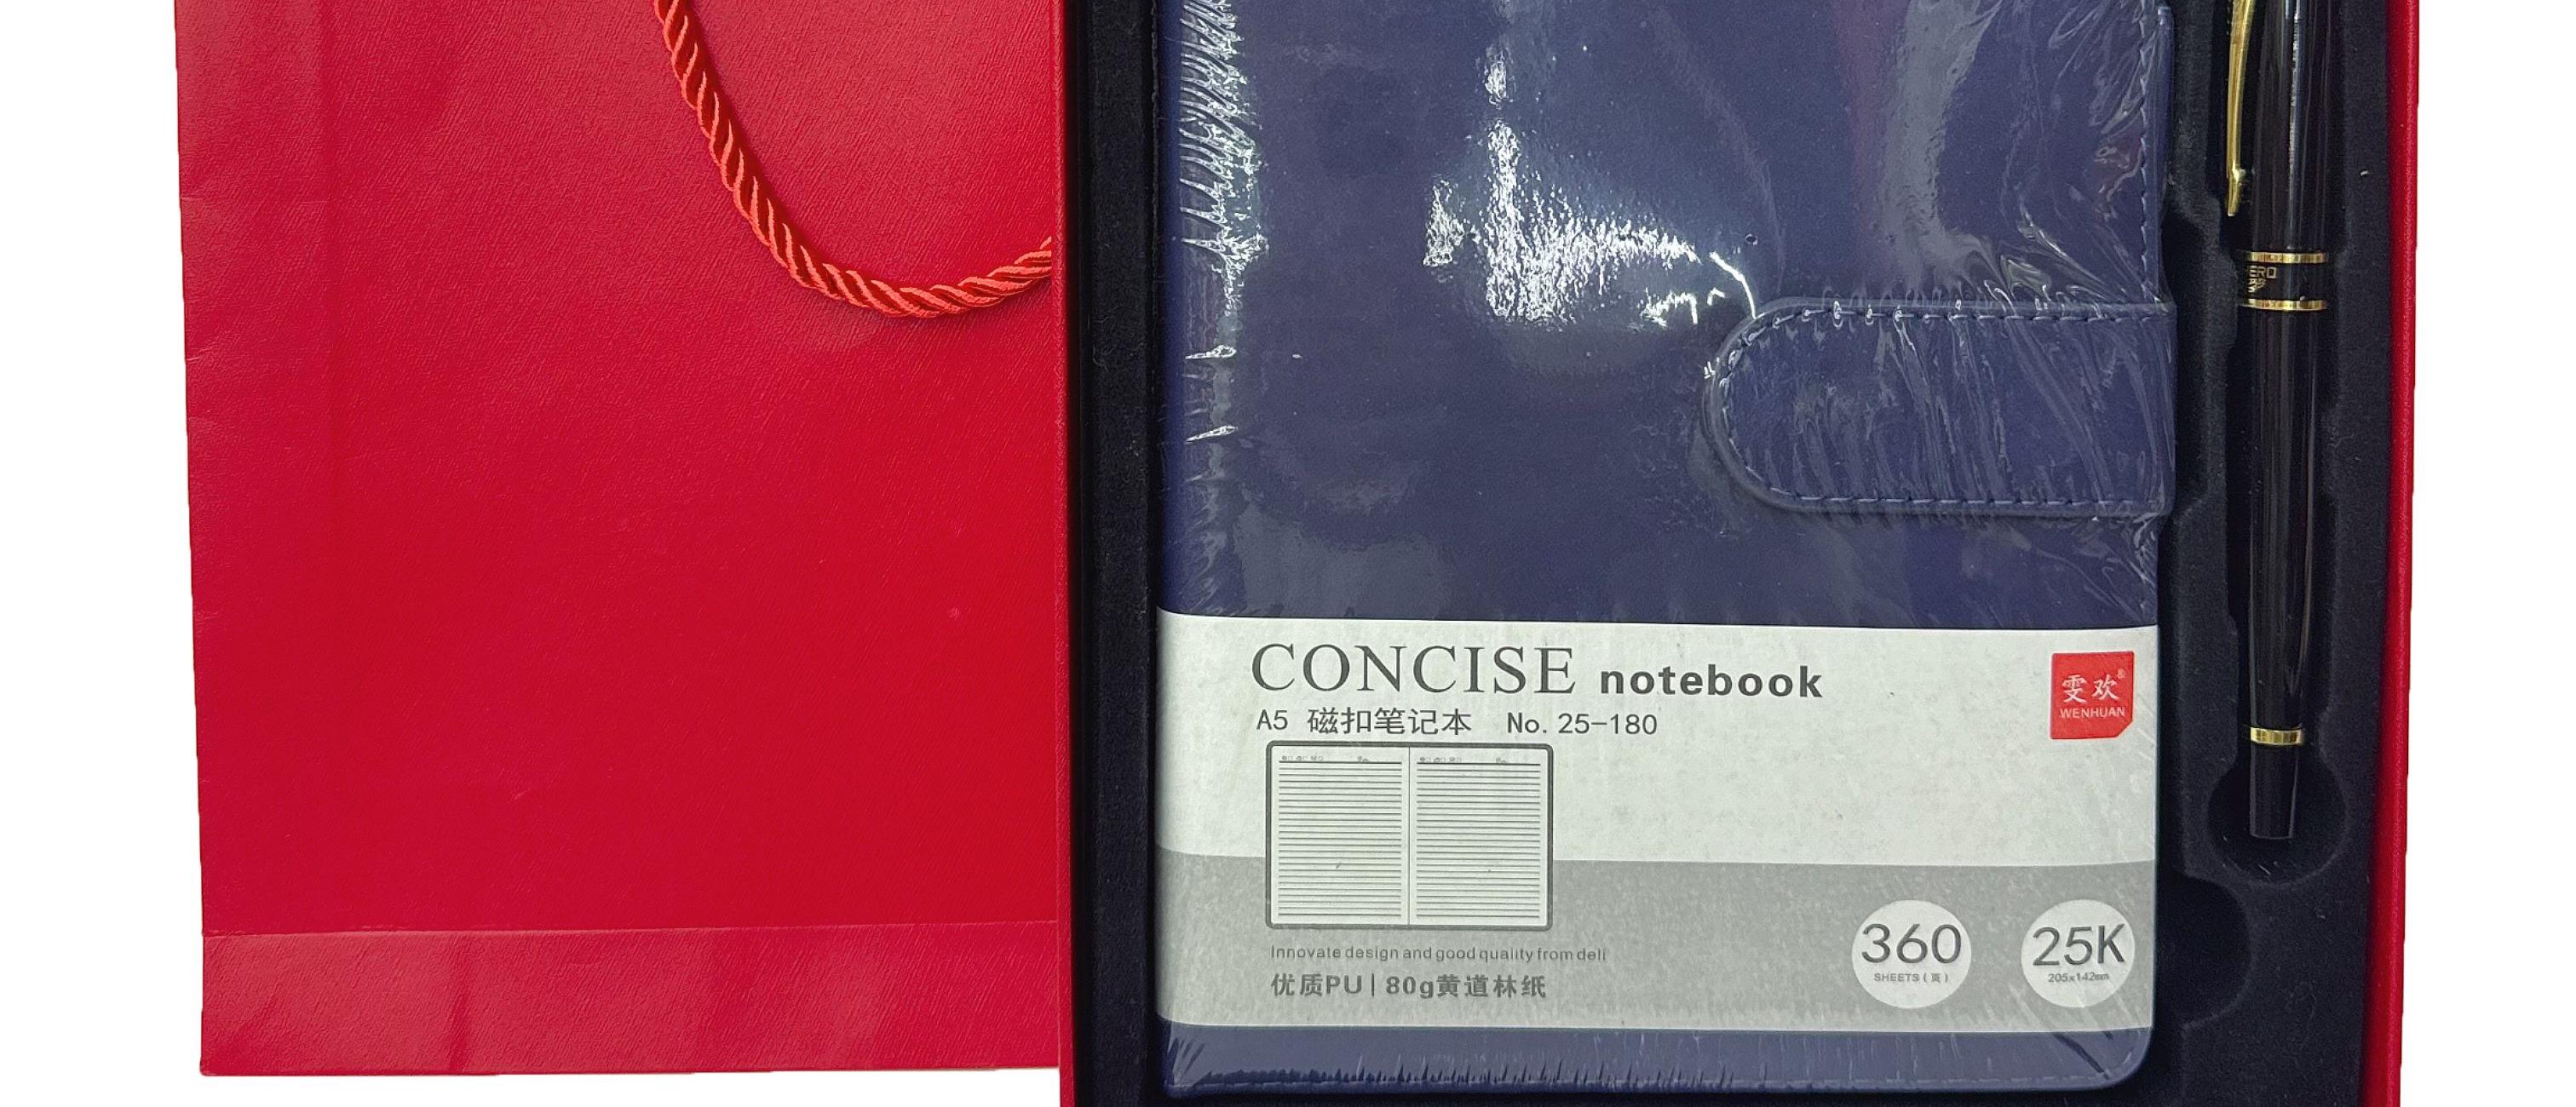 ERO
CONCISE notebook
A5 磁扣笔记本 No. 25-180
雯欢®
WENHUAN
Innovate design and good quality from deli
优质PU | 80g黄道林纸
360
SHEETS (页)
25K
205x142mm